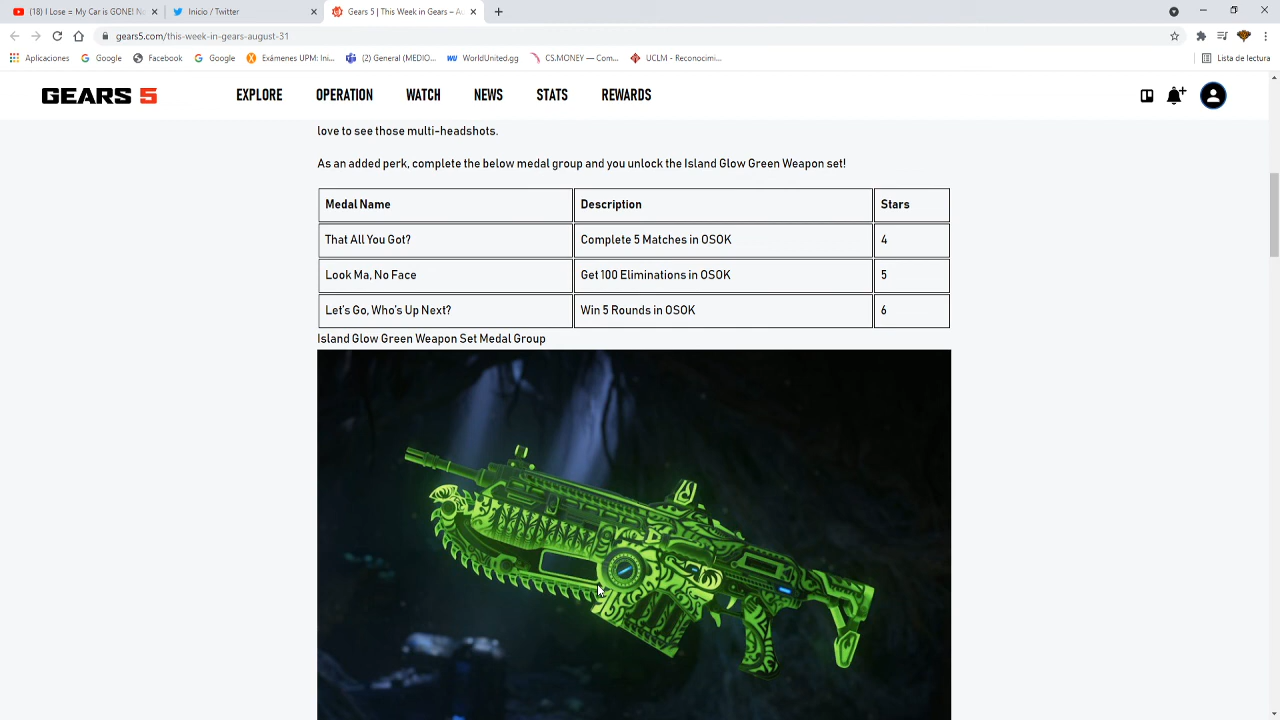 (18) I Lose = My Car is GONE! N
Inicio / Twitter
Gears 5 | This Week in Gears – A
gears5.com/this-week-in-gears-august-31
Aplicaciones
Google
Facebook
Google
Exámenes UPM: Ini...
(2) General (MEDIO...
WorldUnited.gg
CS.MONEY — Com...
UCLM - Reconocimi...
Lista de lectura
GEARS 5
EXPLORE
OPERATION
WATCH
NEWS
STATS
REWARDS
love to see those multi-headshots.
As an added perk, complete the below medal group and you unlock the Island Glow Green Weapon set!
Medal Name Description Stars
That All You Got? Complete 5 Matches in OSOK 4
Look Ma, No Face Get 100 Eliminations in OSOK 5
Let's Go, Who's Up Next? Win 5 Rounds in OSOK 6
Island Glow Green Weapon Set Medal Group